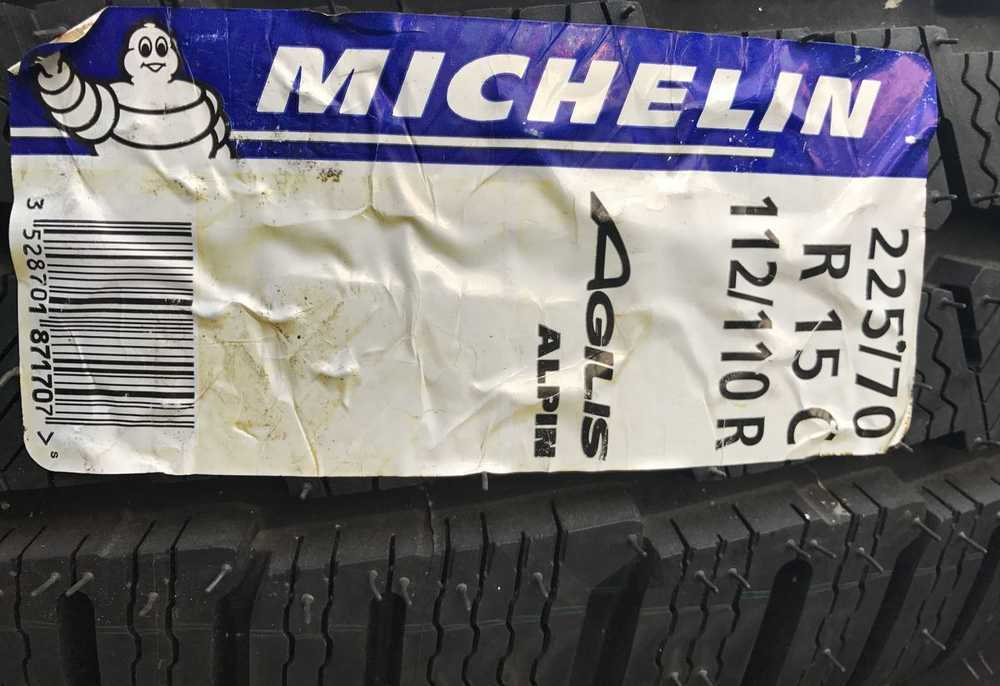 MICHELIN
225/70
R 15 C
112/110 R
AGILIS
ALPIN
3 528701 871707 >
s